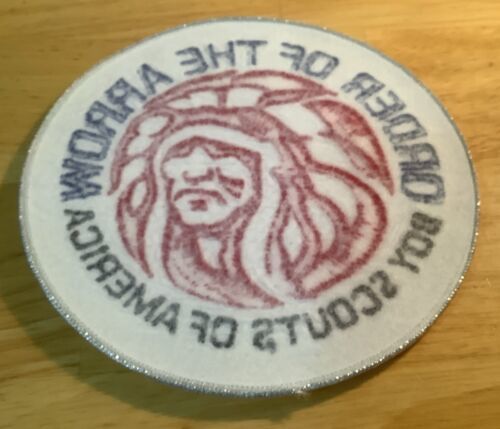 ORDER OF THE ARROW
BOY SCOUTS OF AMERICA